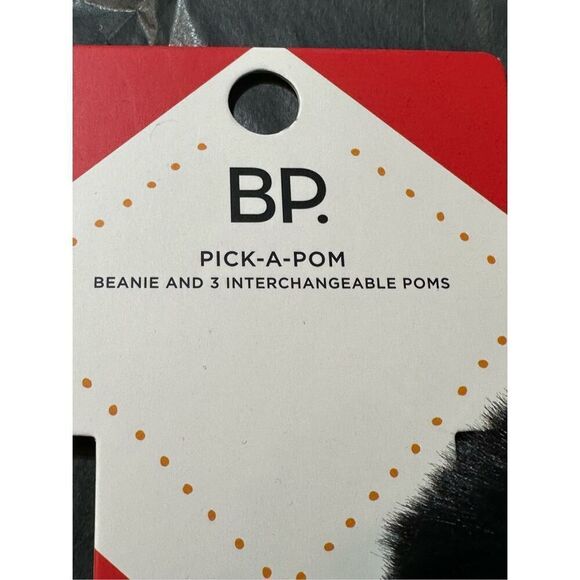 BP.
PICK-A-POM
BEANIE AND 3 INTERCHANGEABLE POMS